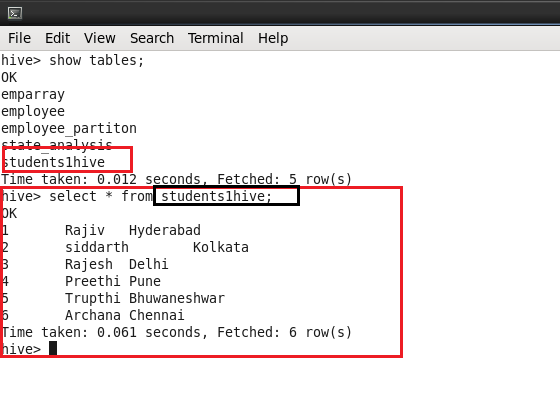 File Edit View Search Terminal Help
hive> show tables;
OK
emparray
employee
employee_partiton
state_analysis
students1hive
Time taken: 0.012 seconds, Fetched: 5 row(s)
hive> select * from students1hive;
OK
1 Rajiv Hyderabad
2 siddarth Kolkata
3 Rajesh Delhi
4 Preethi Pune
5 Trupthi Bhuwaneshwar
6 Archana Chennai
Time taken: 0.061 seconds, Fetched: 6 row(s)
hive>